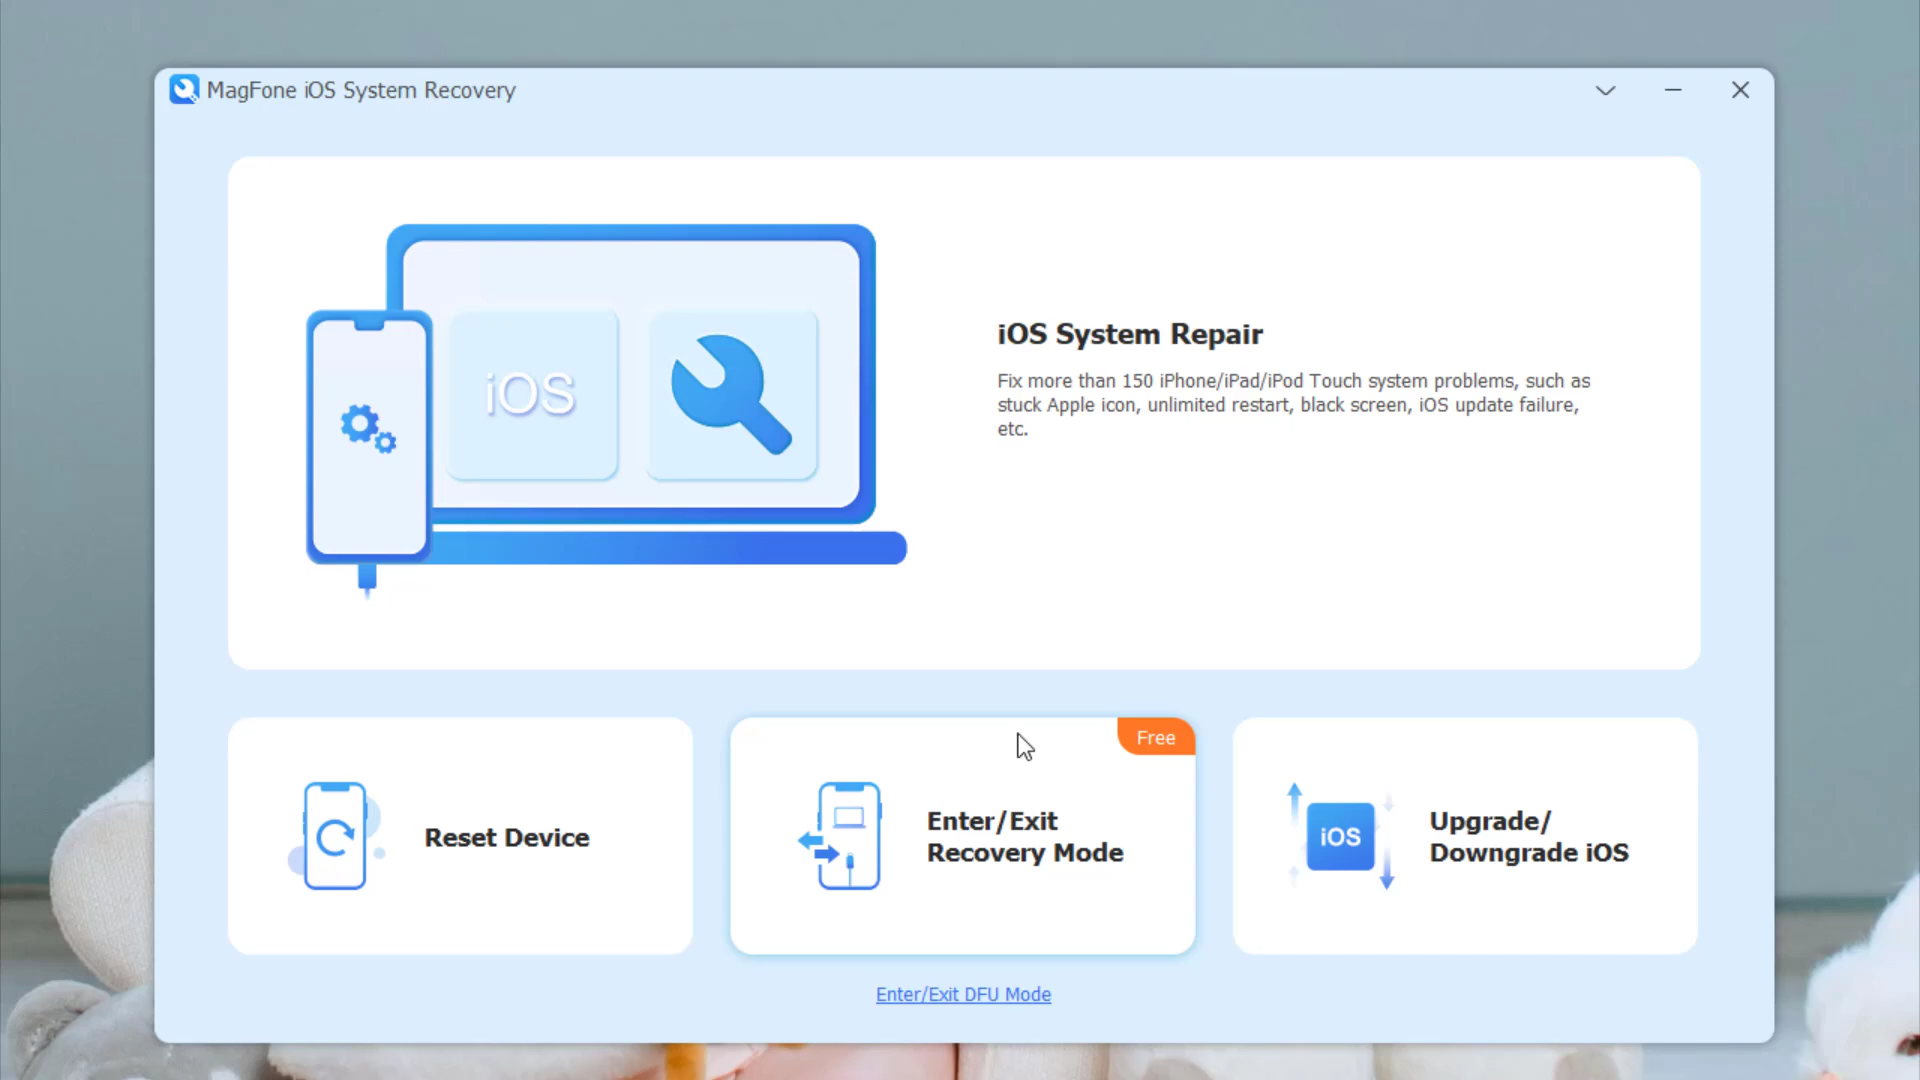 MagFone iOS System Recovery
iOS
iOS System Repair
Fix more than 150 iPhone/iPad/iPod Touch system problems, such as
stuck Apple icon, unlimited restart, black screen, iOS update failure,
etc.
Reset Device
Free
Enter/Exit
Recovery Mode
iOS
Upgrade/
Downgrade iOS
Enter/Exit DFU Mode